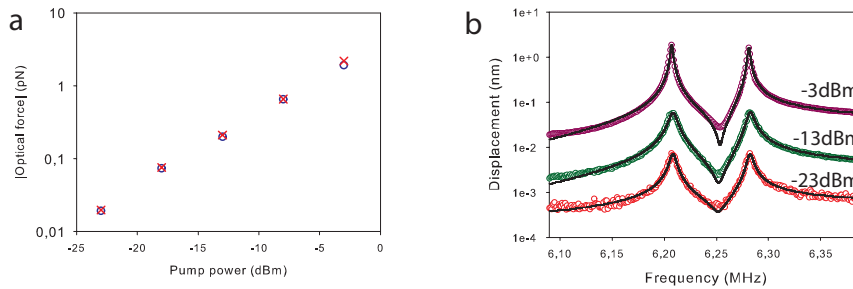 a
10
1
0,1
0,01
|Optical force| (pN)
-25
-20
-15
-10
-5
0
Pump power (dBm)
b
1e+1
1e+0
1e-1
1e-2
1e-3
1e-4
Displacement (nm)
-3dBm
-13dBm
-23dBm
6,10
6,15
6,20
6,25
6,30
6,35
Frequency (MHz)